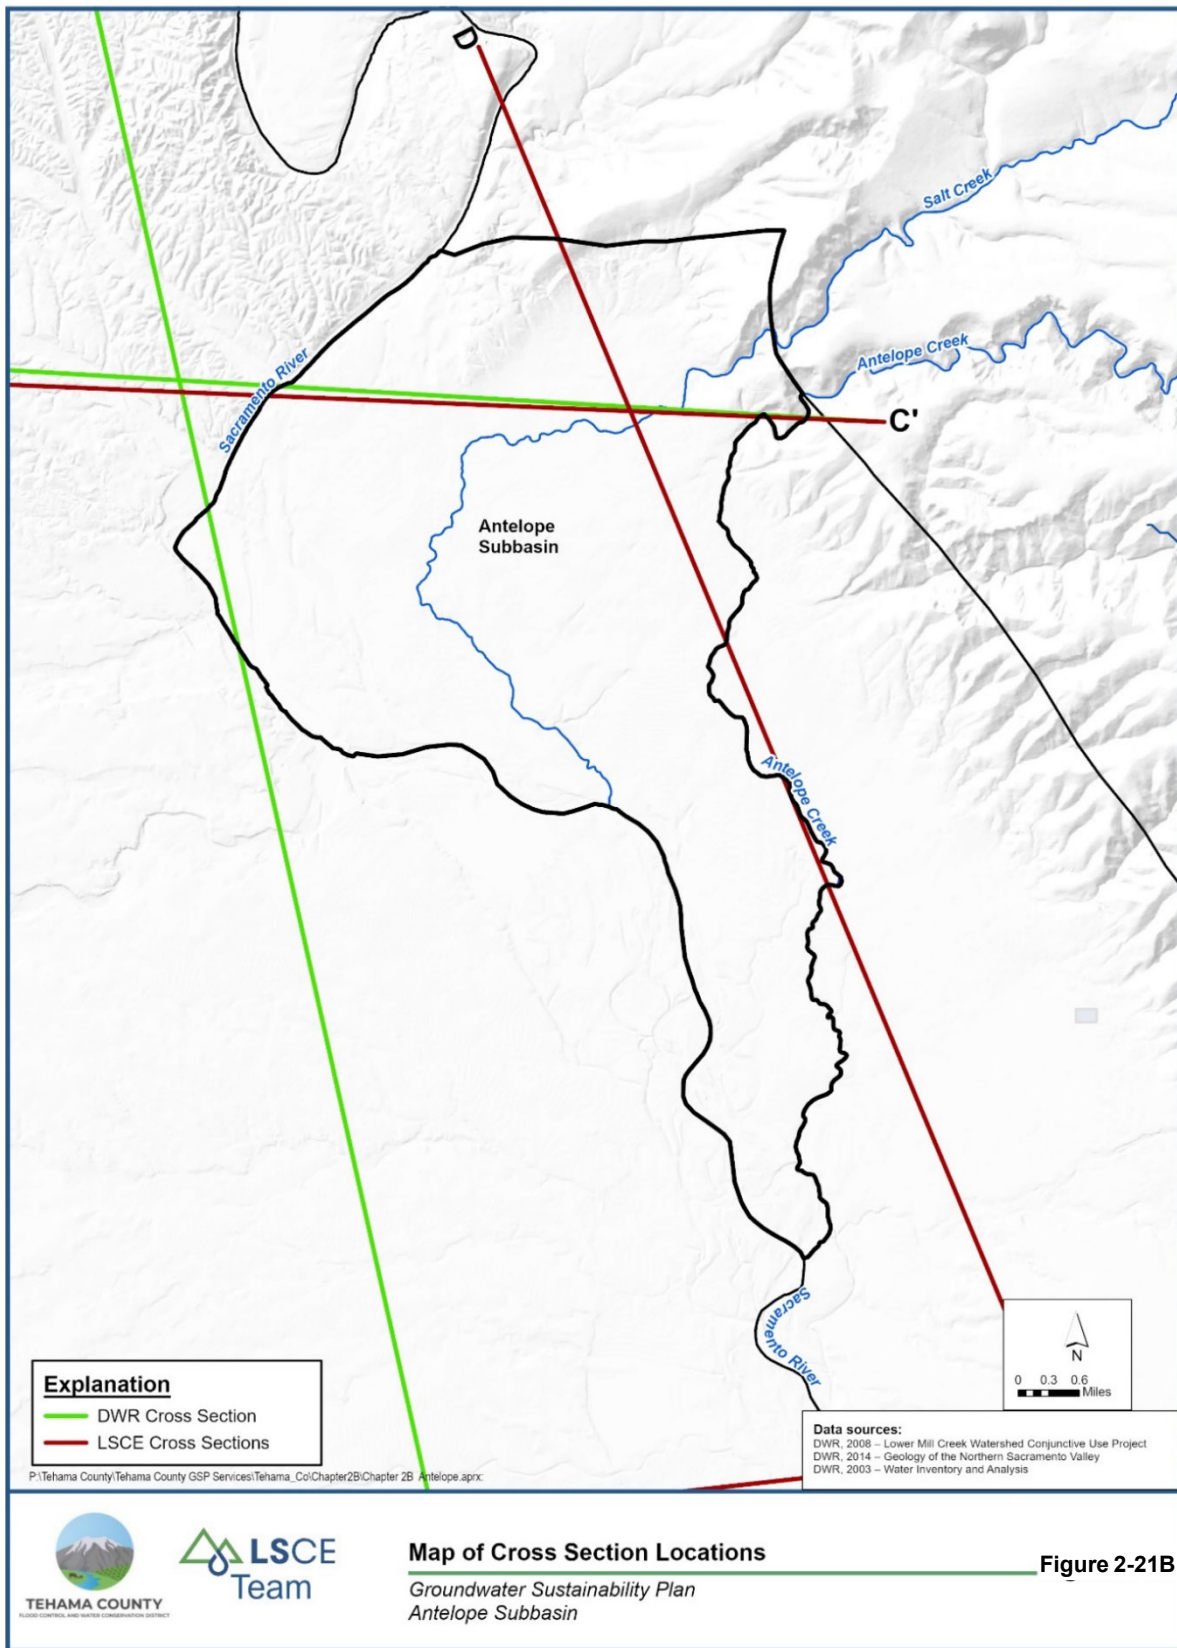 D
Salt Creek
Antelope Creek
Sacramento River
C'
Antelope
Subbasin
Antelope Creek
Sacramento River
N
0 0.3 0.6
Miles
Explanation
DWR Cross Section
LSCE Cross Sections
Data sources:
DWR, 2008 – Lower Mill Creek Watershed Conjunctive Use Project
DWR, 2014 – Geology of the Northern Sacramento Valley
DWR, 2003 – Water Inventory and Analysis
P:\Tehama County\Tehama County GSP Services\Tehama_Co\Chapter2B\Chapter 2B Antelope.aprx:
TEHAMA COUNTY
FLOOD CONTROL AND WATER CONSERVATION DISTRICT
LSCE
Team
Map of Cross Section Locations
Figure 2-21B
Groundwater Sustainability Plan
Antelope Subbasin